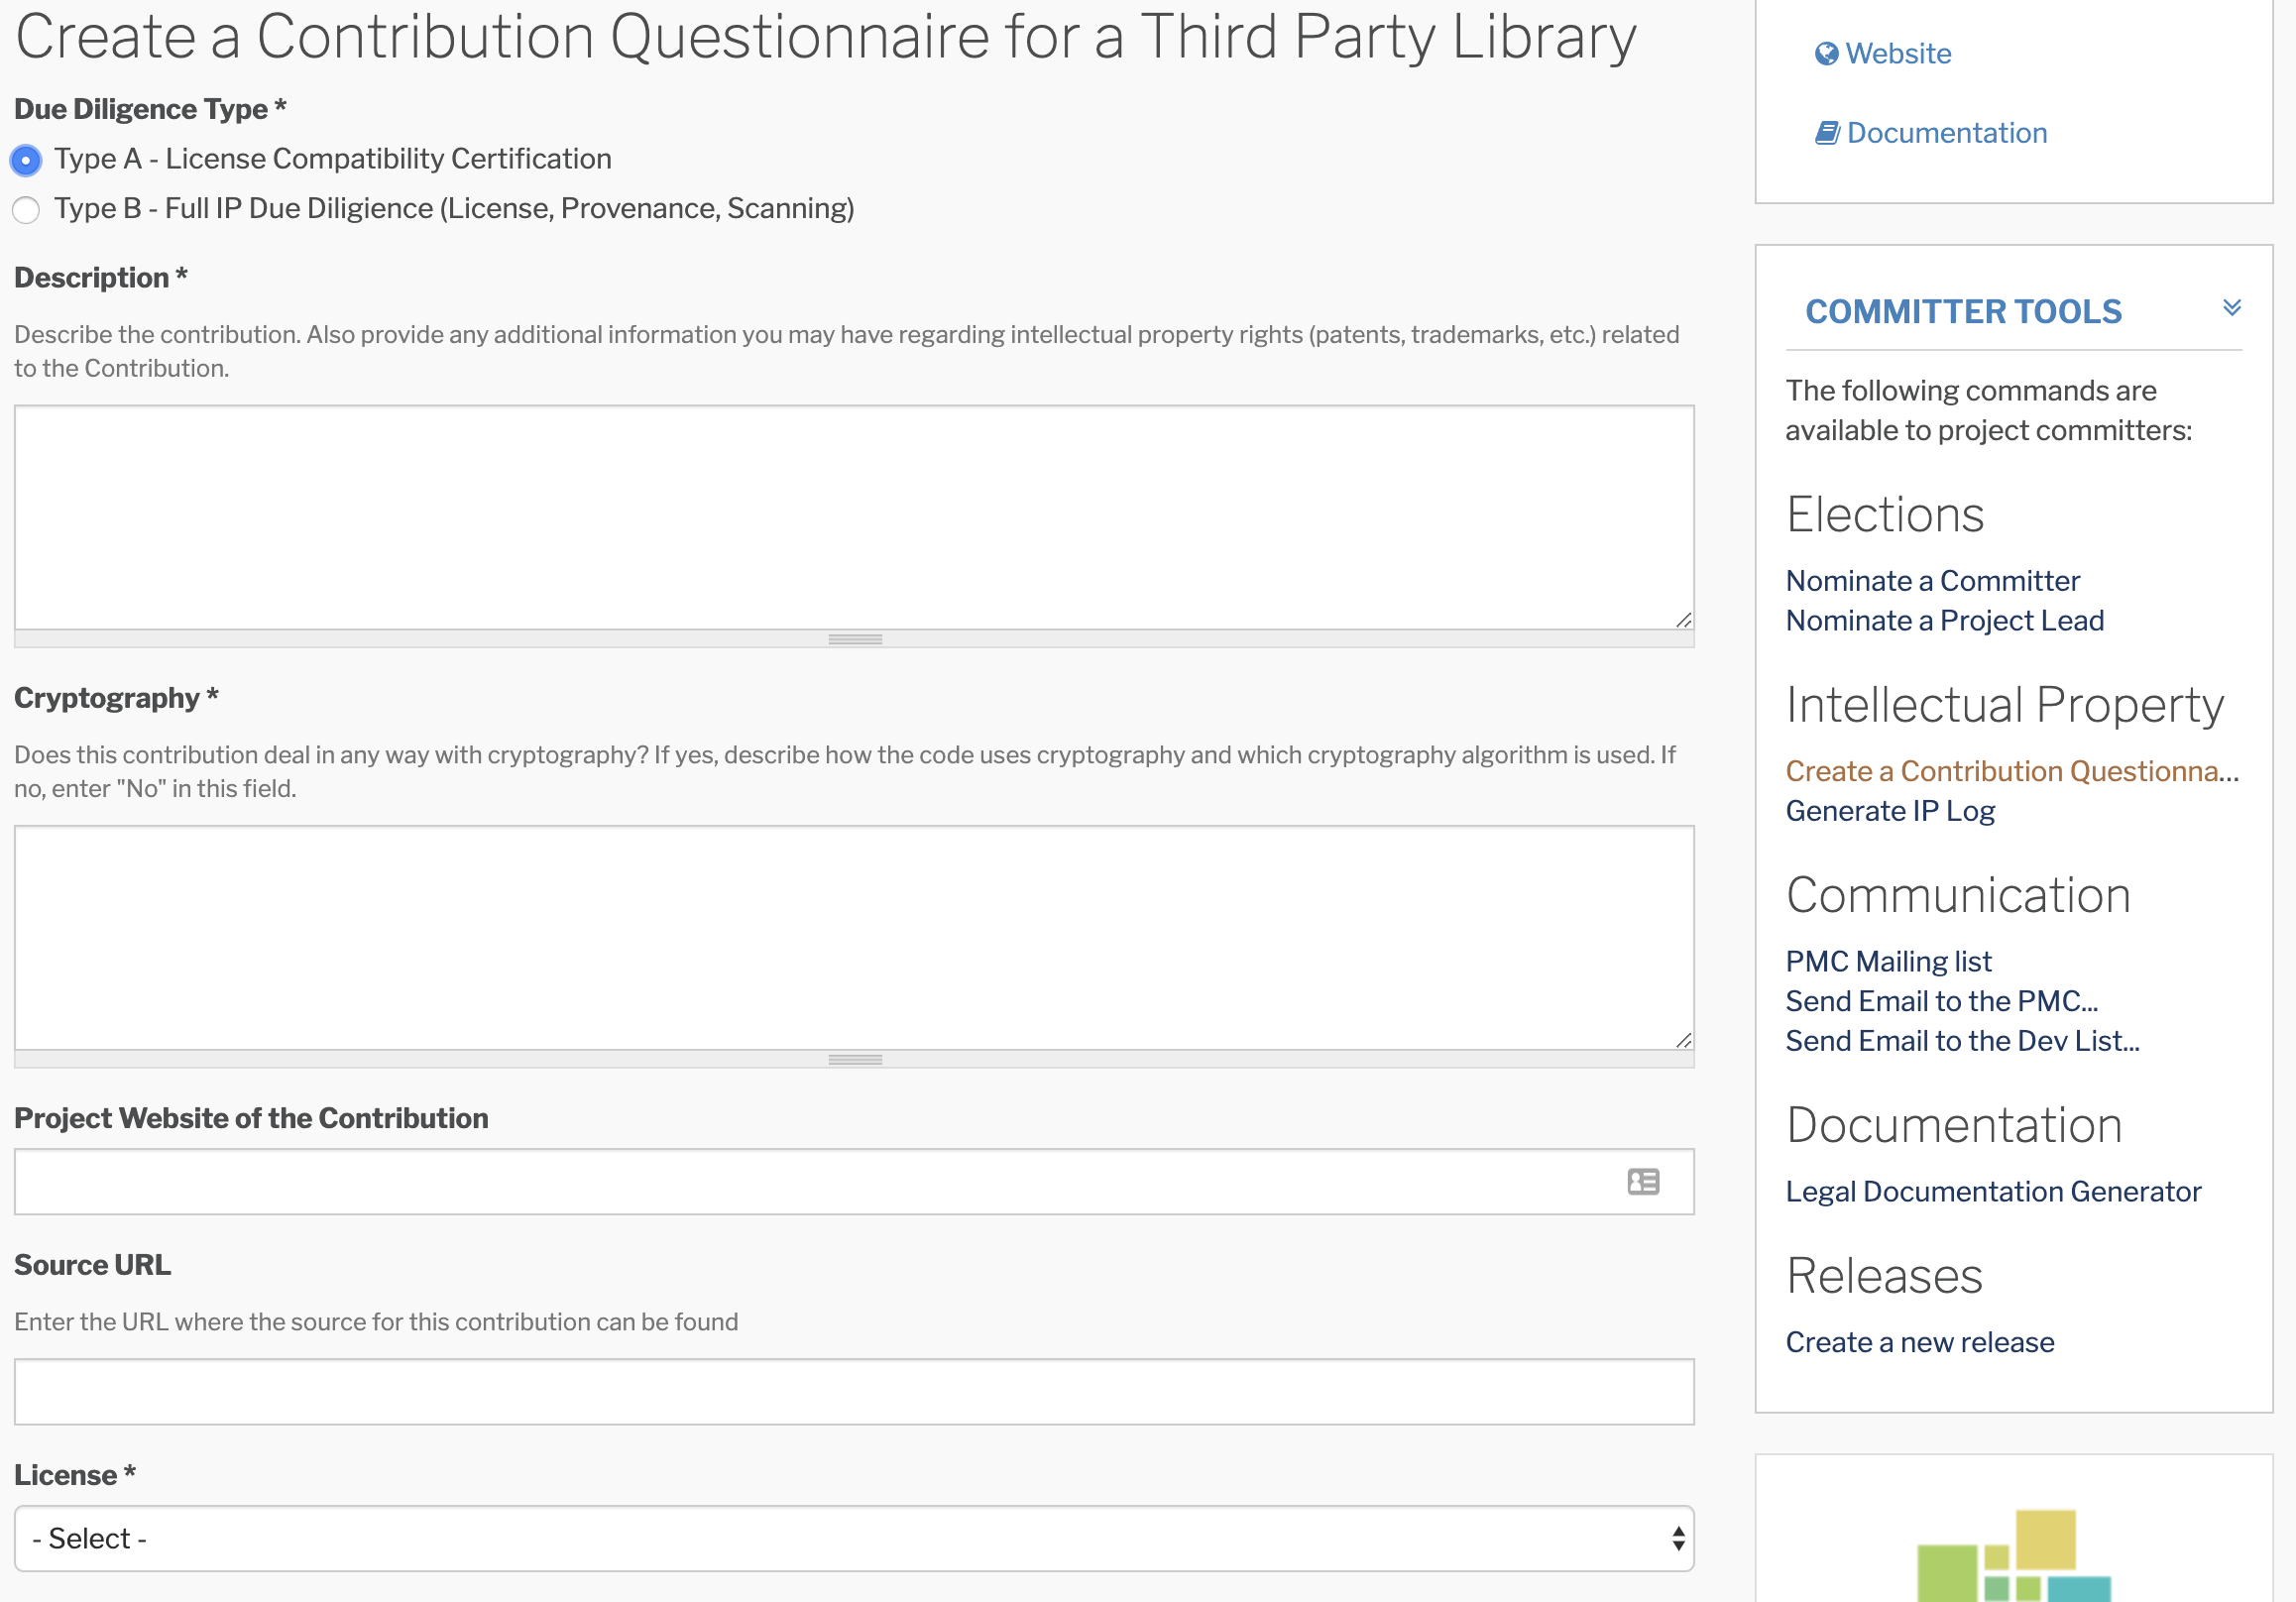 Create a Contribution Questionnaire for a Third Party Library
Due Diligence Type *
Type A - License Compatibility Certification
Type B - Full IP Due Diligience (License, Provenance, Scanning)
Description *
Describe the contribution. Also provide any additional information you may have regarding intellectual property rights (patents, trademarks, etc.) related
to the Contribution.
Cryptography *
Does this contribution deal in any way with cryptography? If yes, describe how the code uses cryptography and which cryptography algorithm is used. If
no, enter "No" in this field.
Project Website of the Contribution
Source URL
Enter the URL where the source for this contribution can be found
License *
- Select -
Website
Documentation
COMMITTER TOOLS
The following commands are
available to project committers:
Elections
Nominate a Committer
Nominate a Project Lead
Intellectual Property
Create a Contribution Questionna...
Generate IP Log
Communication
PMC Mailing list
Send Email to the PMC...
Send Email to the Dev List...
Documentation
Legal Documentation Generator
Releases
Create a new release